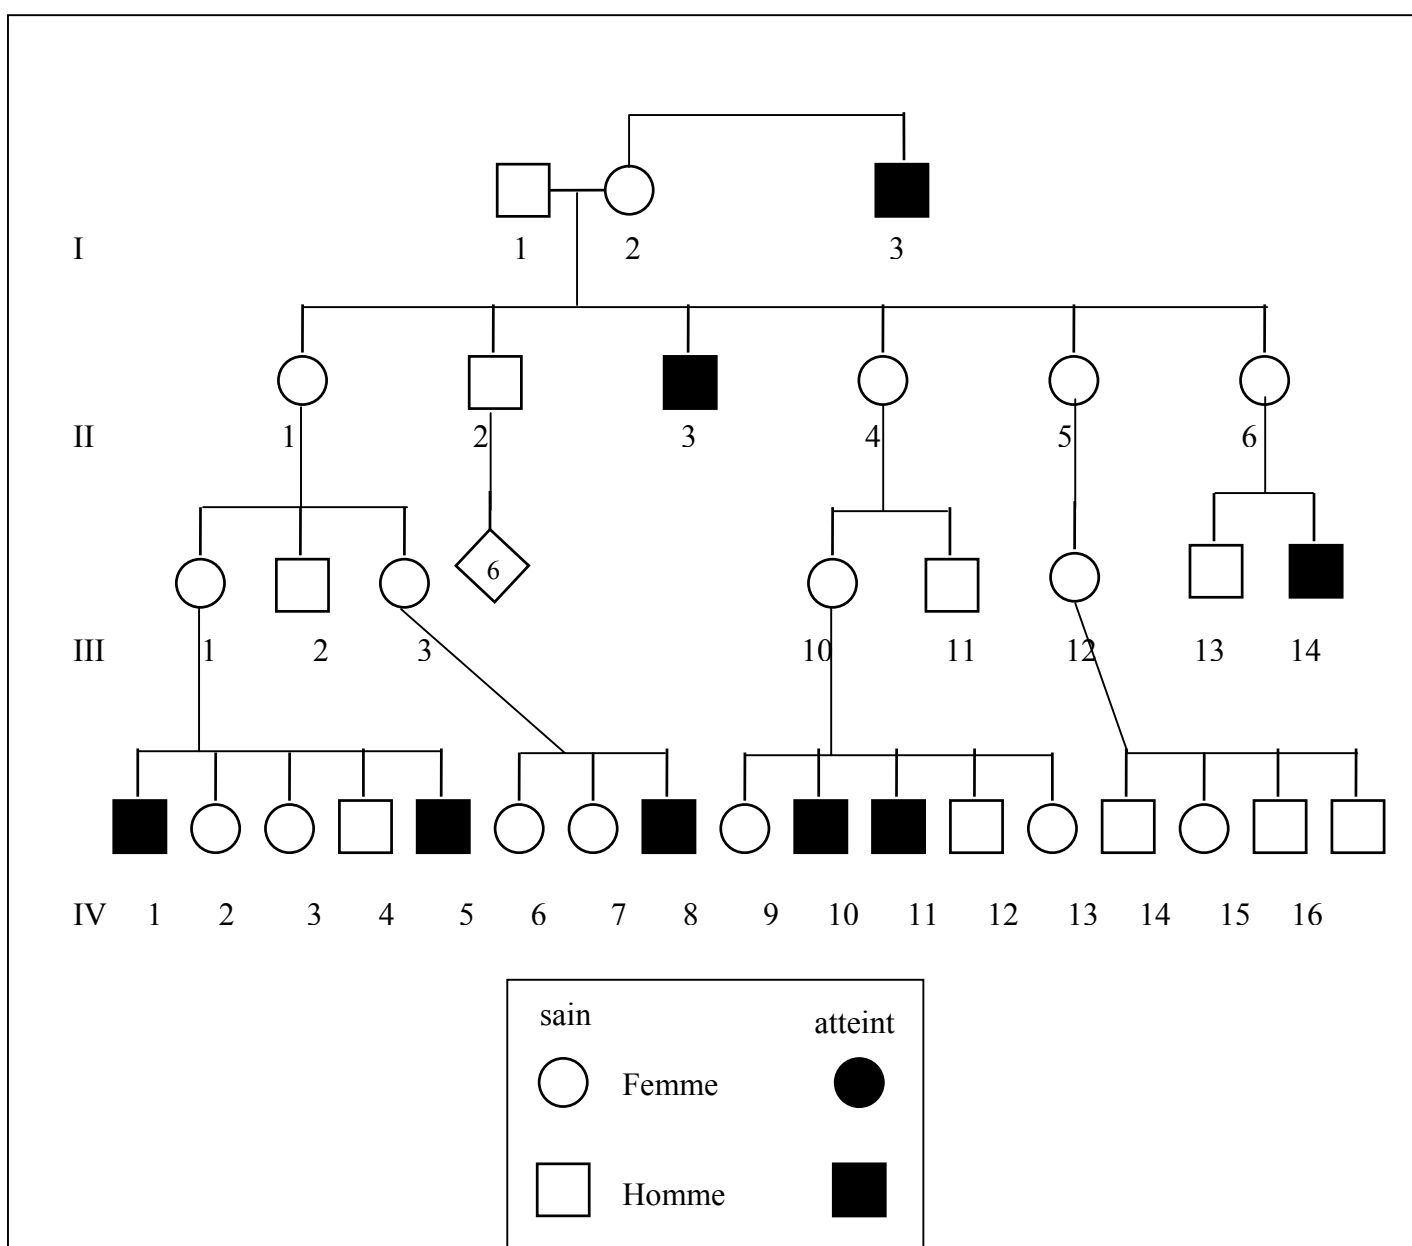 1 2 3
I
1 2 3 4 5 6
II
6
III 1 2 3 10 11 12 13 14
IV 1 2 3 4 5 6 7 8 9 10 11 12 13 14 15 16
sain atteint
Femme
Homme